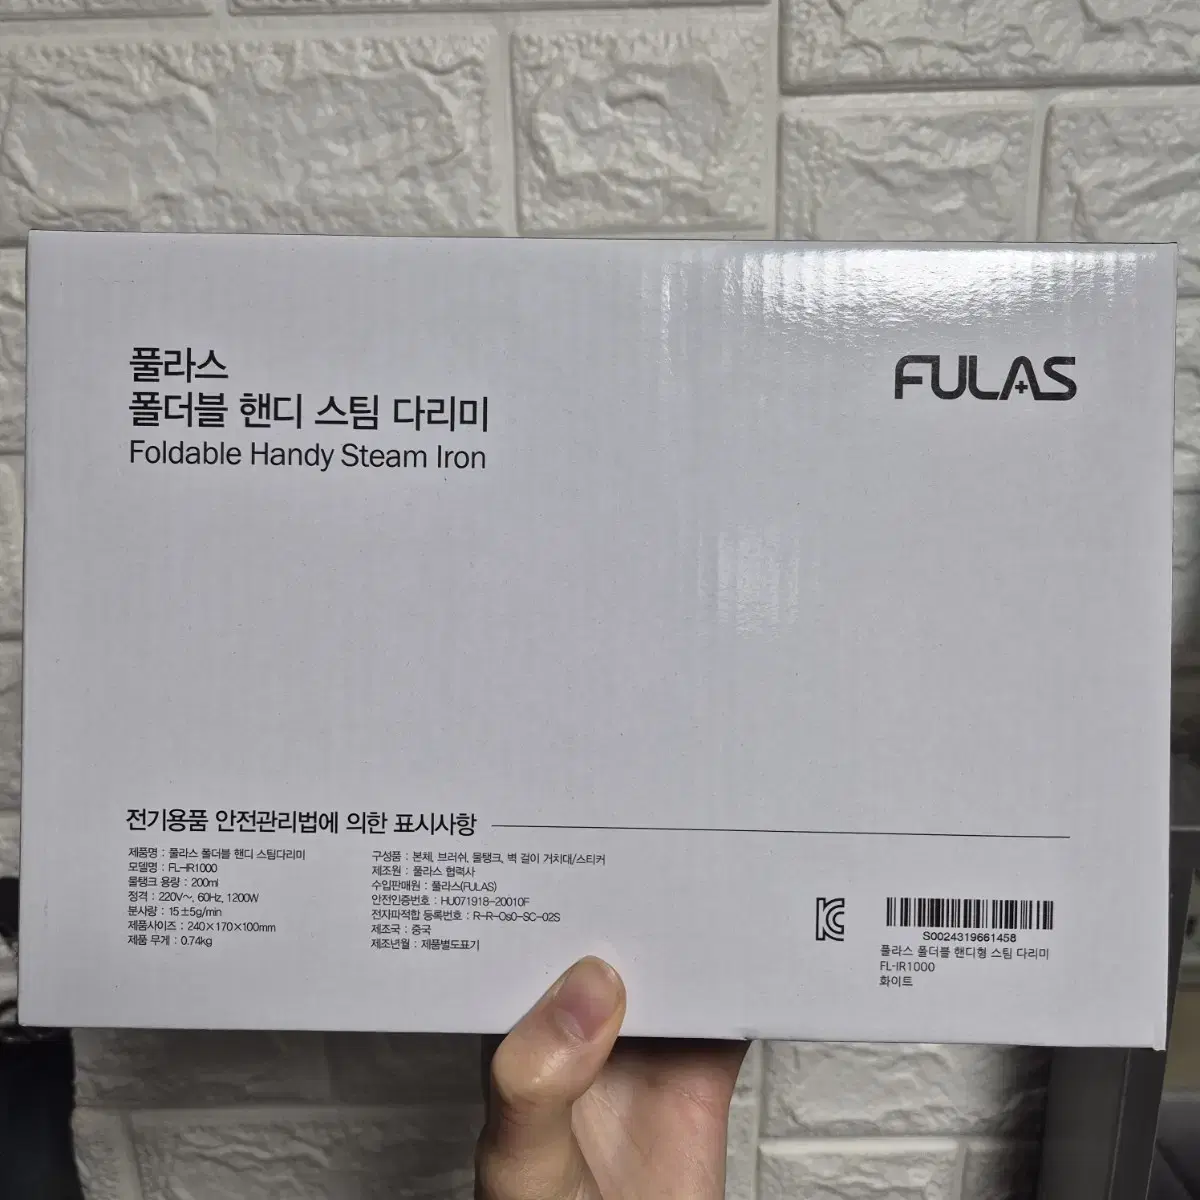 풀라스
폴더블 핸디 스팀 다리미
Foldable Handy Steam Iron
FULAS
전기용품 안전관리법에 의한 표시사항
제품명 : 풀라스 폴더블 핸디 스팀다리미
모델명 : FL-IR1000
물탱크 용량 : 200ml
정격 : 220V~, 60Hz, 1200W
분사량 : 15±5g/min
제품사이즈 : 240×170×100mm
제품 무게 : 0.74kg
구성품 : 본체, 브러쉬, 물탱크, 벽 걸이 거치대/스티커
제조원 : 풀라스 협력사
수입판매원 : 풀라스(FULAS)
안전인증번호 : HU071918-20010F
전자파적합 등록번호 : R-R-Os0-SC-02S
제조국 : 중국
제조년월 : 제품별도표기
S0024319661458
풀라스 폴더블 핸디형 스팀 다리미
FL-IR1000
화이트